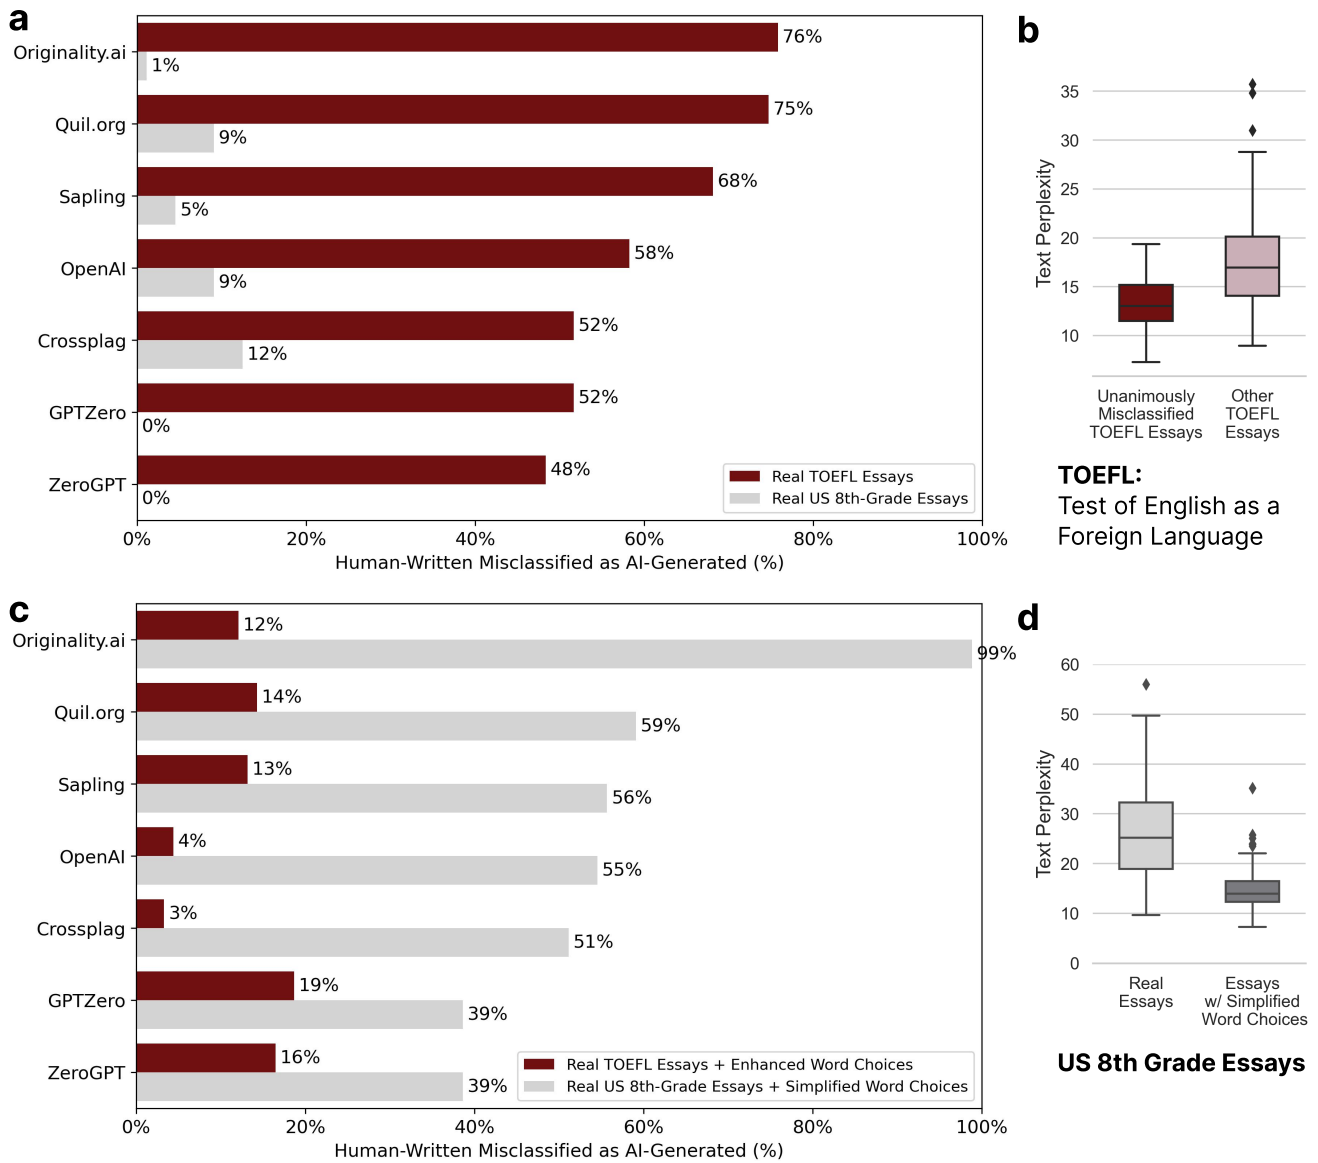 a
Originality.ai
76%
1%
Quil.org
75%
9%
Sapling
68%
5%
OpenAI
58%
9%
Crossplag
52%
12%
GPTZero
52%
0%
ZeroGPT
48%
0%
Real TOEFL Essays
Real US 8th-Grade Essays
0% 20% 40% 60% 80% 100%
Human-Written Misclassified as AI-Generated (%)
b
Text Perplexity
35
30
25
20
15
10
Unanimously
Misclassified
TOEFL Essays
Other
TOEFL
Essays
TOEFL:
Test of English as a
Foreign Language
c
Originality.ai
12%
99%
Quil.org
14%
59%
Sapling
13%
56%
OpenAI
4%
55%
Crossplag
3%
51%
GPTZero
19%
39%
ZeroGPT
16%
39%
Real TOEFL Essays + Enhanced Word Choices
Real US 8th-Grade Essays + Simplified Word Choices
0% 20% 40% 60% 80% 100%
Human-Written Misclassified as AI-Generated (%)
d
Text Perplexity
60
50
40
30
20
10
0
Real
Essays
Essays
w/ Simplified
Word Choices
US 8th Grade Essays